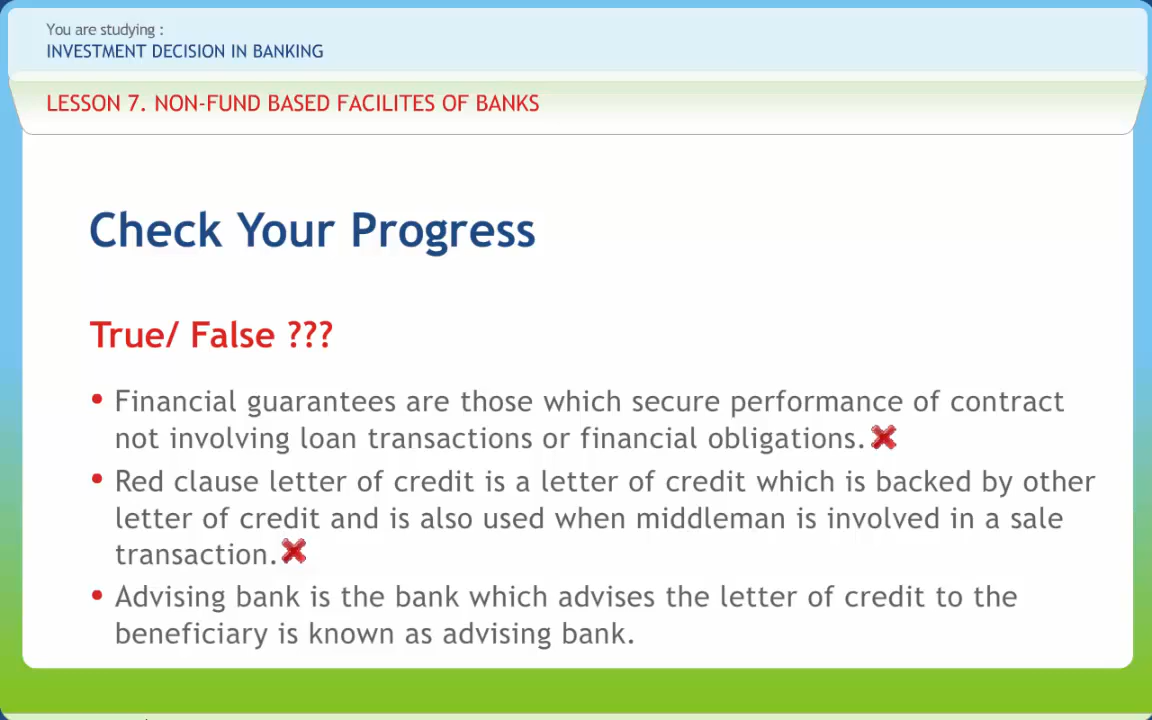 You are studying :
INVESTMENT DECISION IN BANKING
LESSON 7. NON-FUND BASED FACILITES OF BANKS
Check Your Progress
True/ False ???
• Financial guarantees are those which secure performance of contract
not involving loan transactions or financial obligations.
• Red clause letter of credit is a letter of credit which is backed by other
letter of credit and is also used when middleman is involved in a sale
transaction.
• Advising bank is the bank which advises the letter of credit to the
beneficiary is known as advising bank.